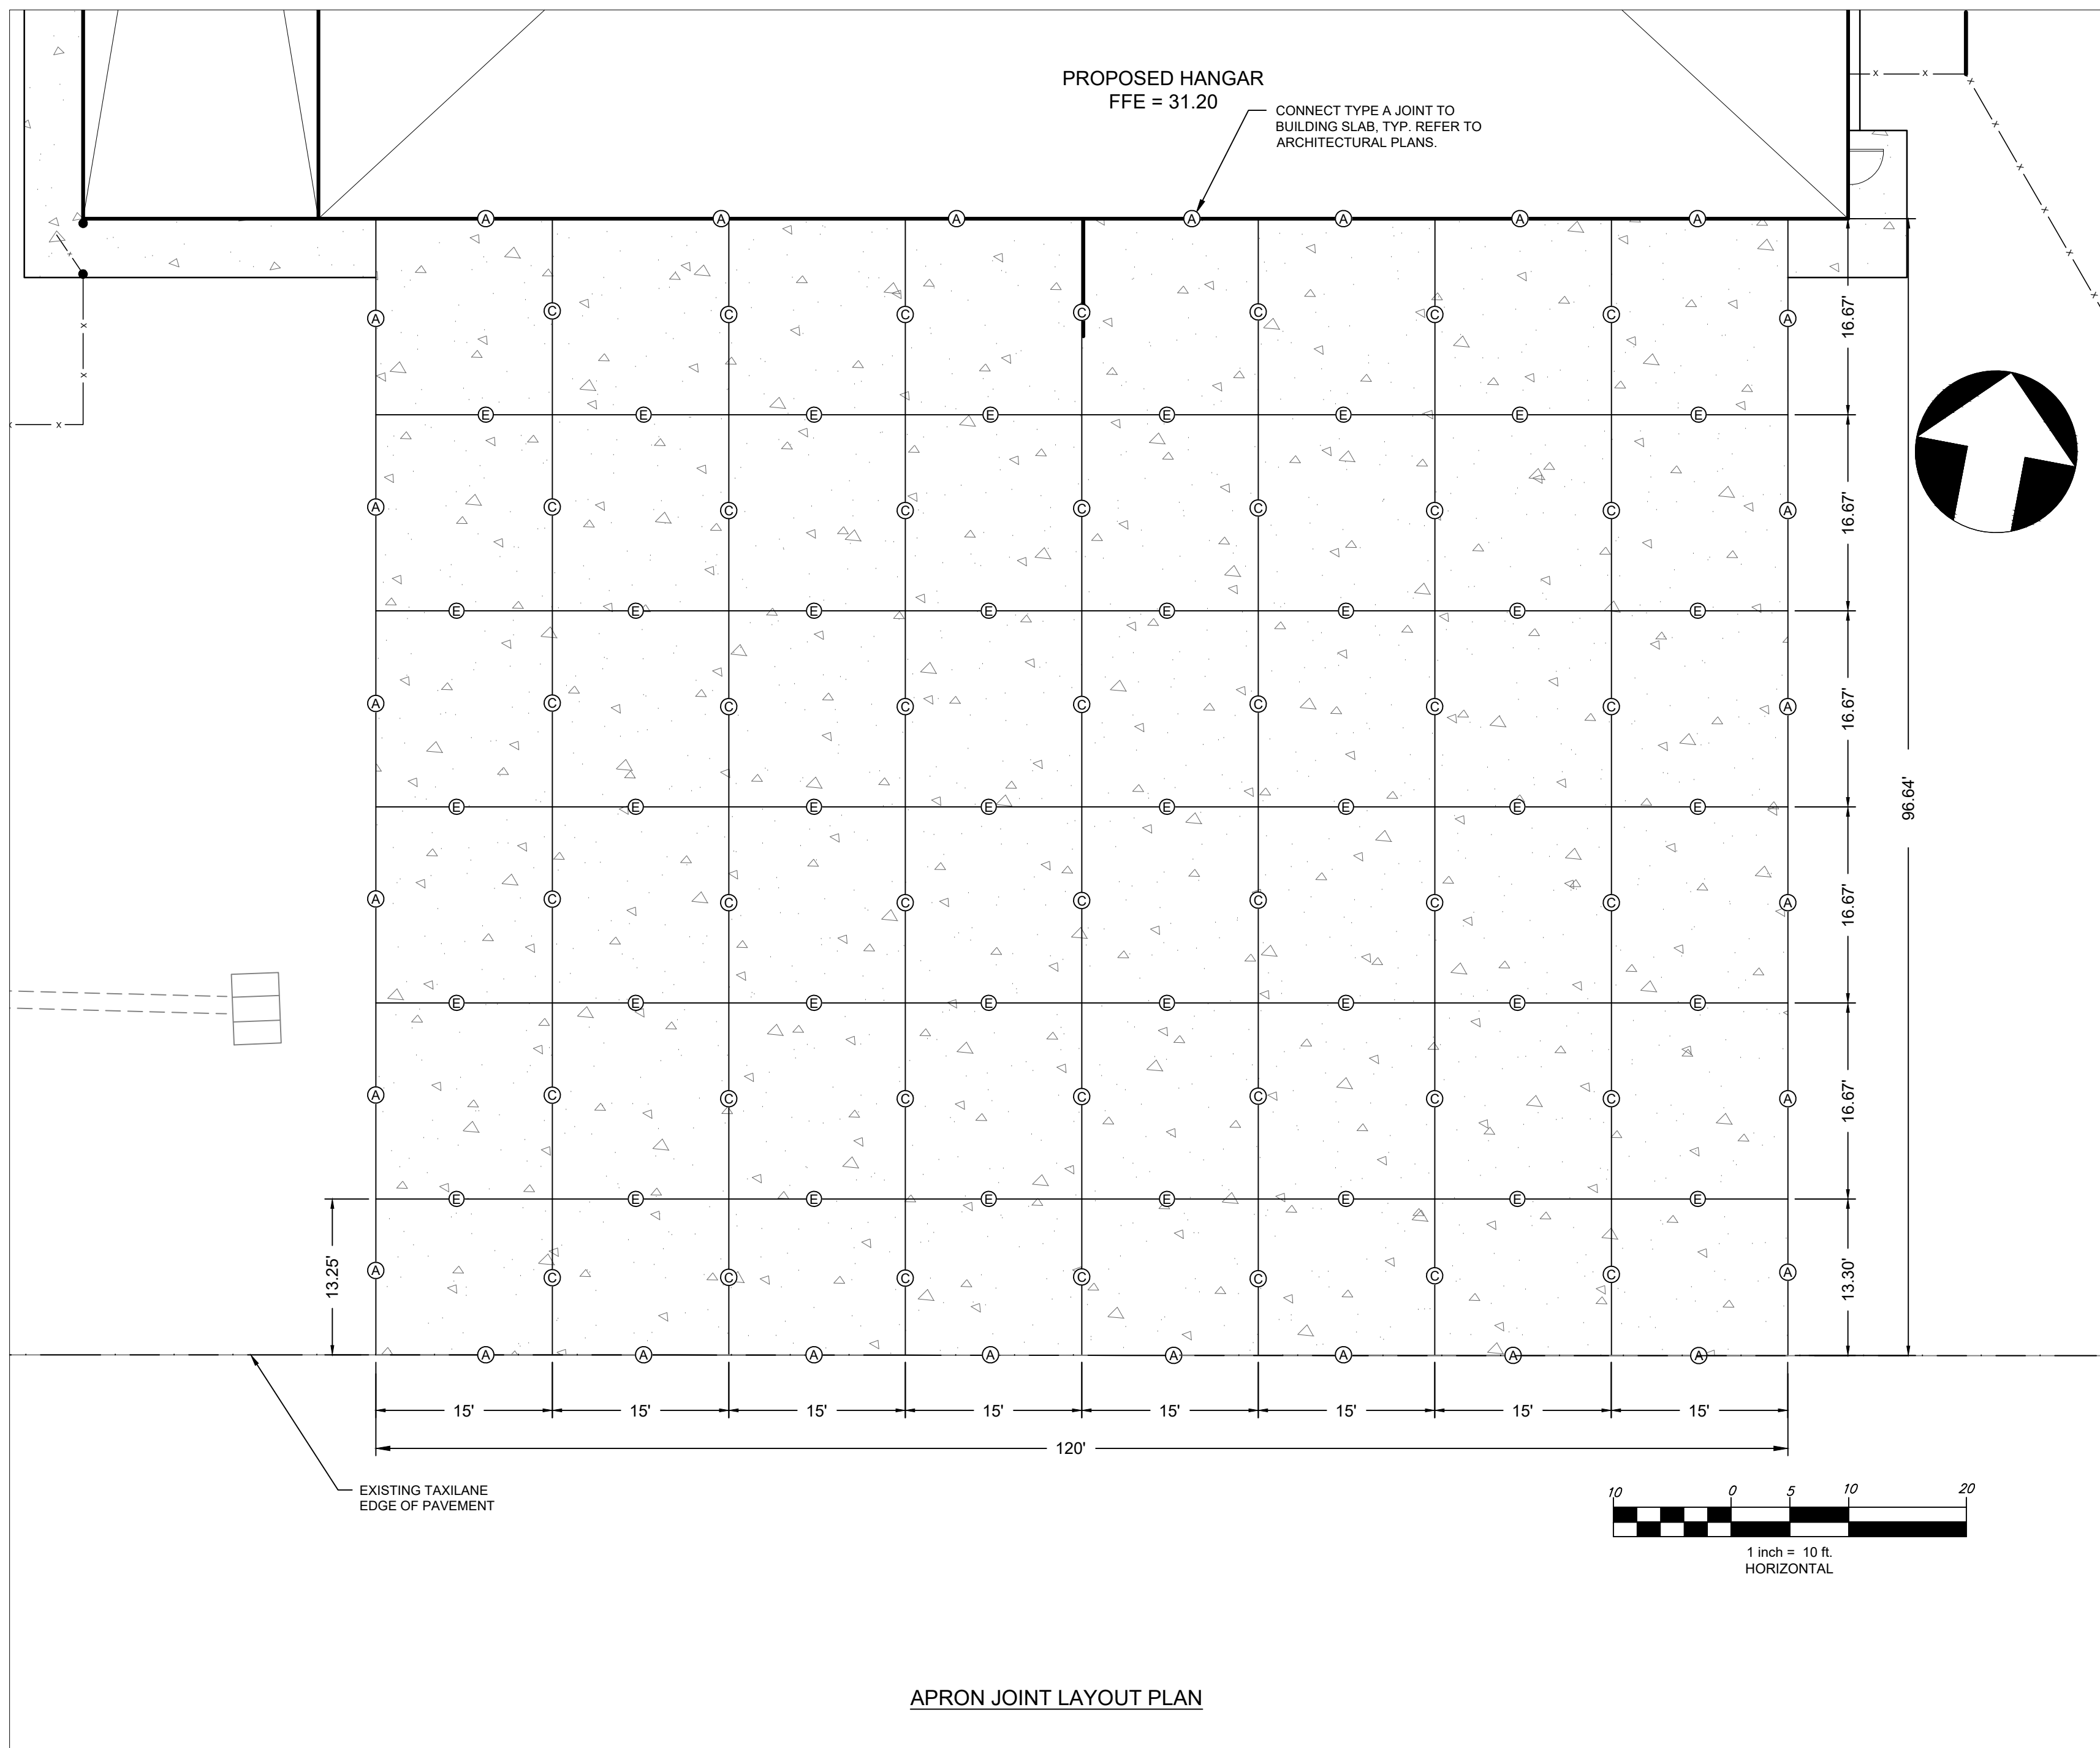 PROPOSED HANGAR
FFE = 31.20
CONNECT TYPE A JOINT TO
BUILDING SLAB, TYP. REFER TO
ARCHITECTURAL PLANS.
x x
x
x
x
x
x
x
x
x
x
x
A A A A A A A
A C C C C C C C A
16.67'
E E E E E E E E
A C C C C C C C A
16.67'
E E E E E E E E
A C C C C C C C A
16.67'
96.64'
E E E E E E E E
A C C C C C C C A
16.67'
E E E E E E E E
A C C C C C C C A
16.67'
E E E E E E E E
13.25'
A C C C C C C C A
13.30'
A A A A A A A A
15' 15' 15' 15' 15' 15' 15' 15'
120'
EXISTING TAXILANE
EDGE OF PAVEMENT
10 0 5 10 20
1 inch = 10 ft.
HORIZONTAL
APRON JOINT LAYOUT PLAN